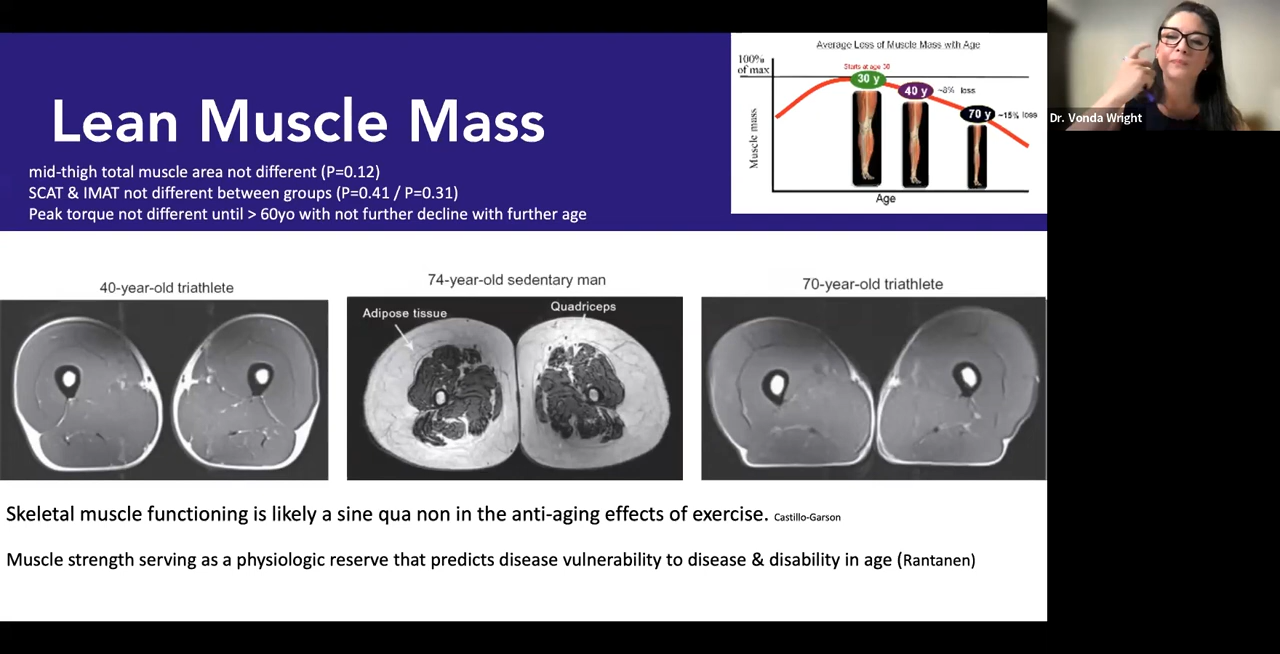 Lean Muscle Mass
mid-thigh total muscle area not different (P=0.12)
SCAT & IMAT not different between groups (P=0.41 / P=0.31)
Peak torque not different until > 60yo with not further decline with further age
Average Loss of Muscle Mass with Age
100%
of max
Starts at age 30
30 y
40 y
~8% loss
70 y
~15% loss
Muscle mass
Age
Dr. Vonda Wright
40-year-old triathlete
74-year-old sedentary man
70-year-old triathlete
Adipose tissue
Quadriceps
Skeletal muscle functioning is likely a sine qua non in the anti-aging effects of exercise. Castillo-Garson
Muscle strength serving as a physiologic reserve that predicts disease vulnerability to disease & disability in age (Rantanen)